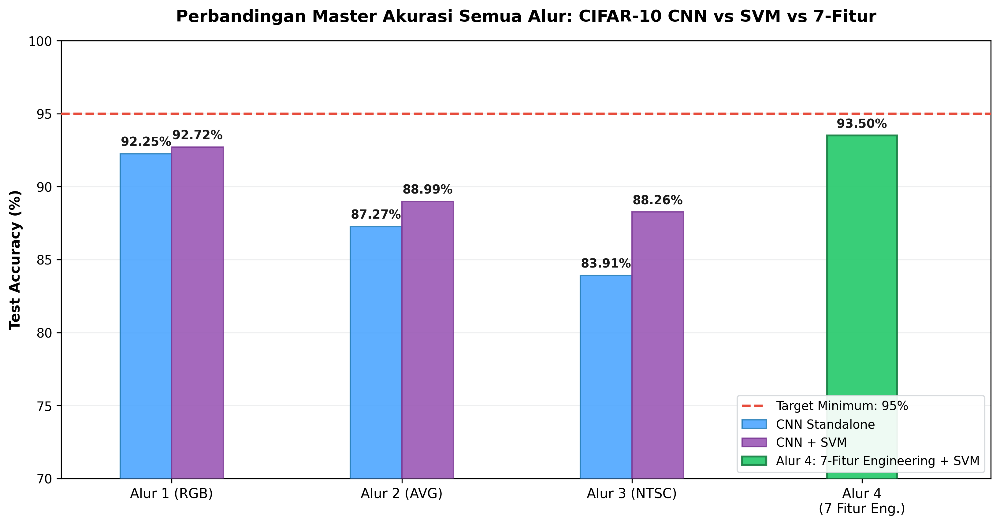 Perbandingan Master Akurasi Semua Alur: CIFAR-10 CNN vs SVM vs 7-Fitur
Test Accuracy (%)
100
95
90
85
80
75
70
92.25%
92.72%
87.27%
88.99%
83.91%
88.26%
93.50%
Target Minimum: 95%
CNN Standalone
CNN + SVM
Alur 4: 7-Fitur Engineering + SVM
Alur 1 (RGB)
Alur 2 (AVG)
Alur 3 (NTSC)
Alur 4
(7 Fitur Eng.)